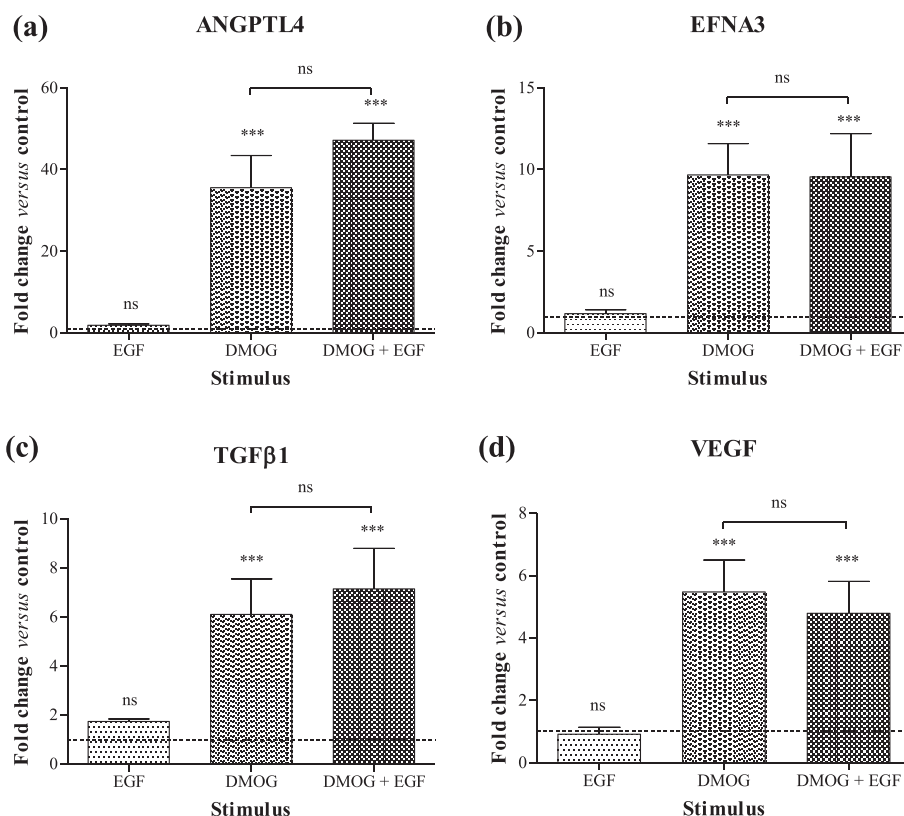 (a)
ANGPTL4
Fold change versus control
60
40
20
0
ns
ns
***
***
EGF
DMOG
DMOG + EGF
Stimulus
(b)
EFNA3
Fold change versus control
15
10
5
0
ns
ns
***
***
EGF
DMOG
DMOG + EGF
Stimulus
(c)
TGFβ1
Fold change versus control
10
8
6
4
2
0
ns
ns
***
***
EGF
DMOG
DMOG + EGF
Stimulus
(d)
VEGF
Fold change versus control
8
6
4
2
0
ns
ns
***
***
EGF
DMOG
DMOG + EGF
Stimulus